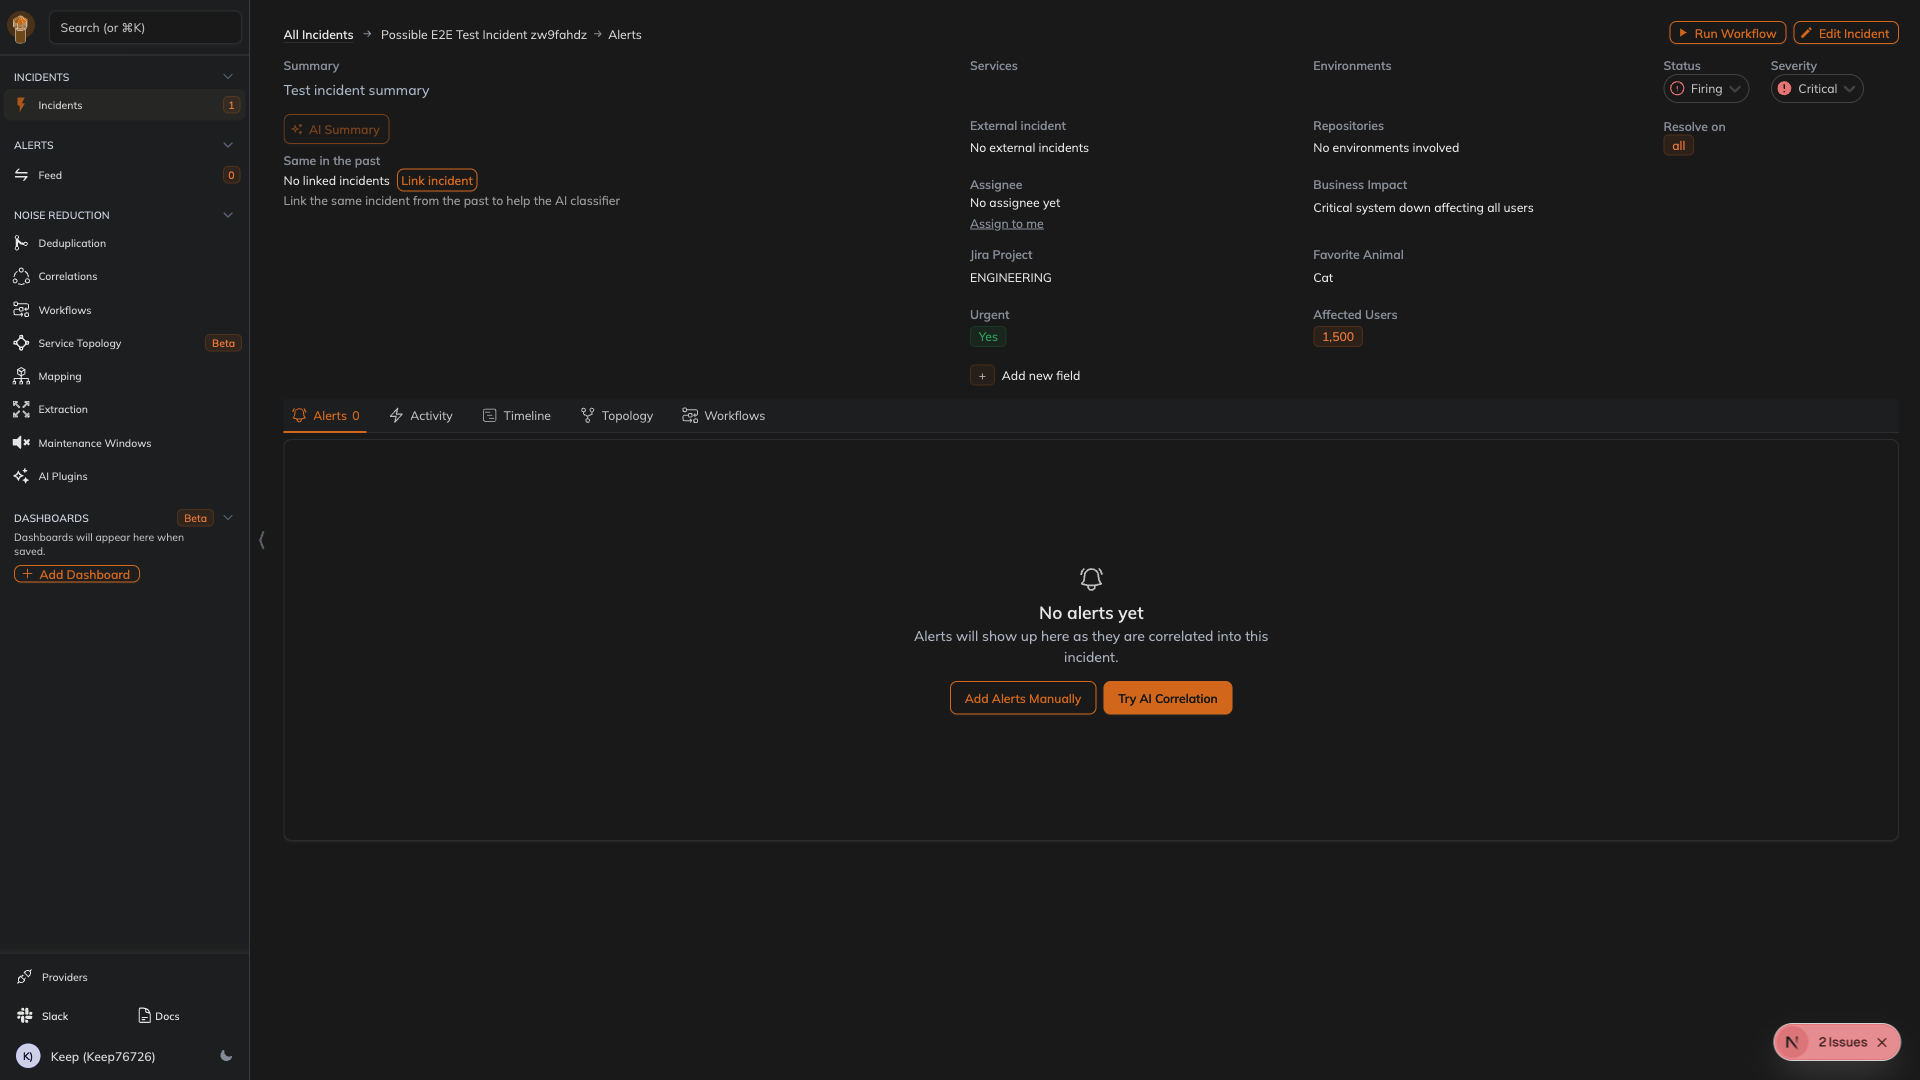 Search (or ⌘K)
INCIDENTS
Incidents
1
ALERTS
Feed
0
NOISE REDUCTION
Deduplication
Correlations
Workflows
Service Topology
Beta
Mapping
Extraction
Maintenance Windows
AI Plugins
DASHBOARDS
Beta
Dashboards will appear here when
saved.
Add Dashboard
Providers
Slack
Docs
K)
Keep (Keep76726)
All Incidents → Possible E2E Test Incident zw9fahdz → Alerts
Run Workflow
Edit Incident
Summary
Test incident summary
AI Summary
Same in the past
No linked incidents
Link incident
Link the same incident from the past to help the AI classifier
Services
Environments
External incident
No external incidents
Repositories
No environments involved
Assignee
No assignee yet
Assign to me
Business Impact
Critical system down affecting all users
Jira Project
ENGINEERING
Favorite Animal
Cat
Urgent
Yes
Affected Users
1,500
+ Add new field
Status
Firing
Severity
Critical
Resolve on
all
Alerts 0
Activity
Timeline
Topology
Workflows
No alerts yet
Alerts will show up here as they are correlated into this
incident.
Add Alerts Manually
Try AI Correlation
N 2 Issues